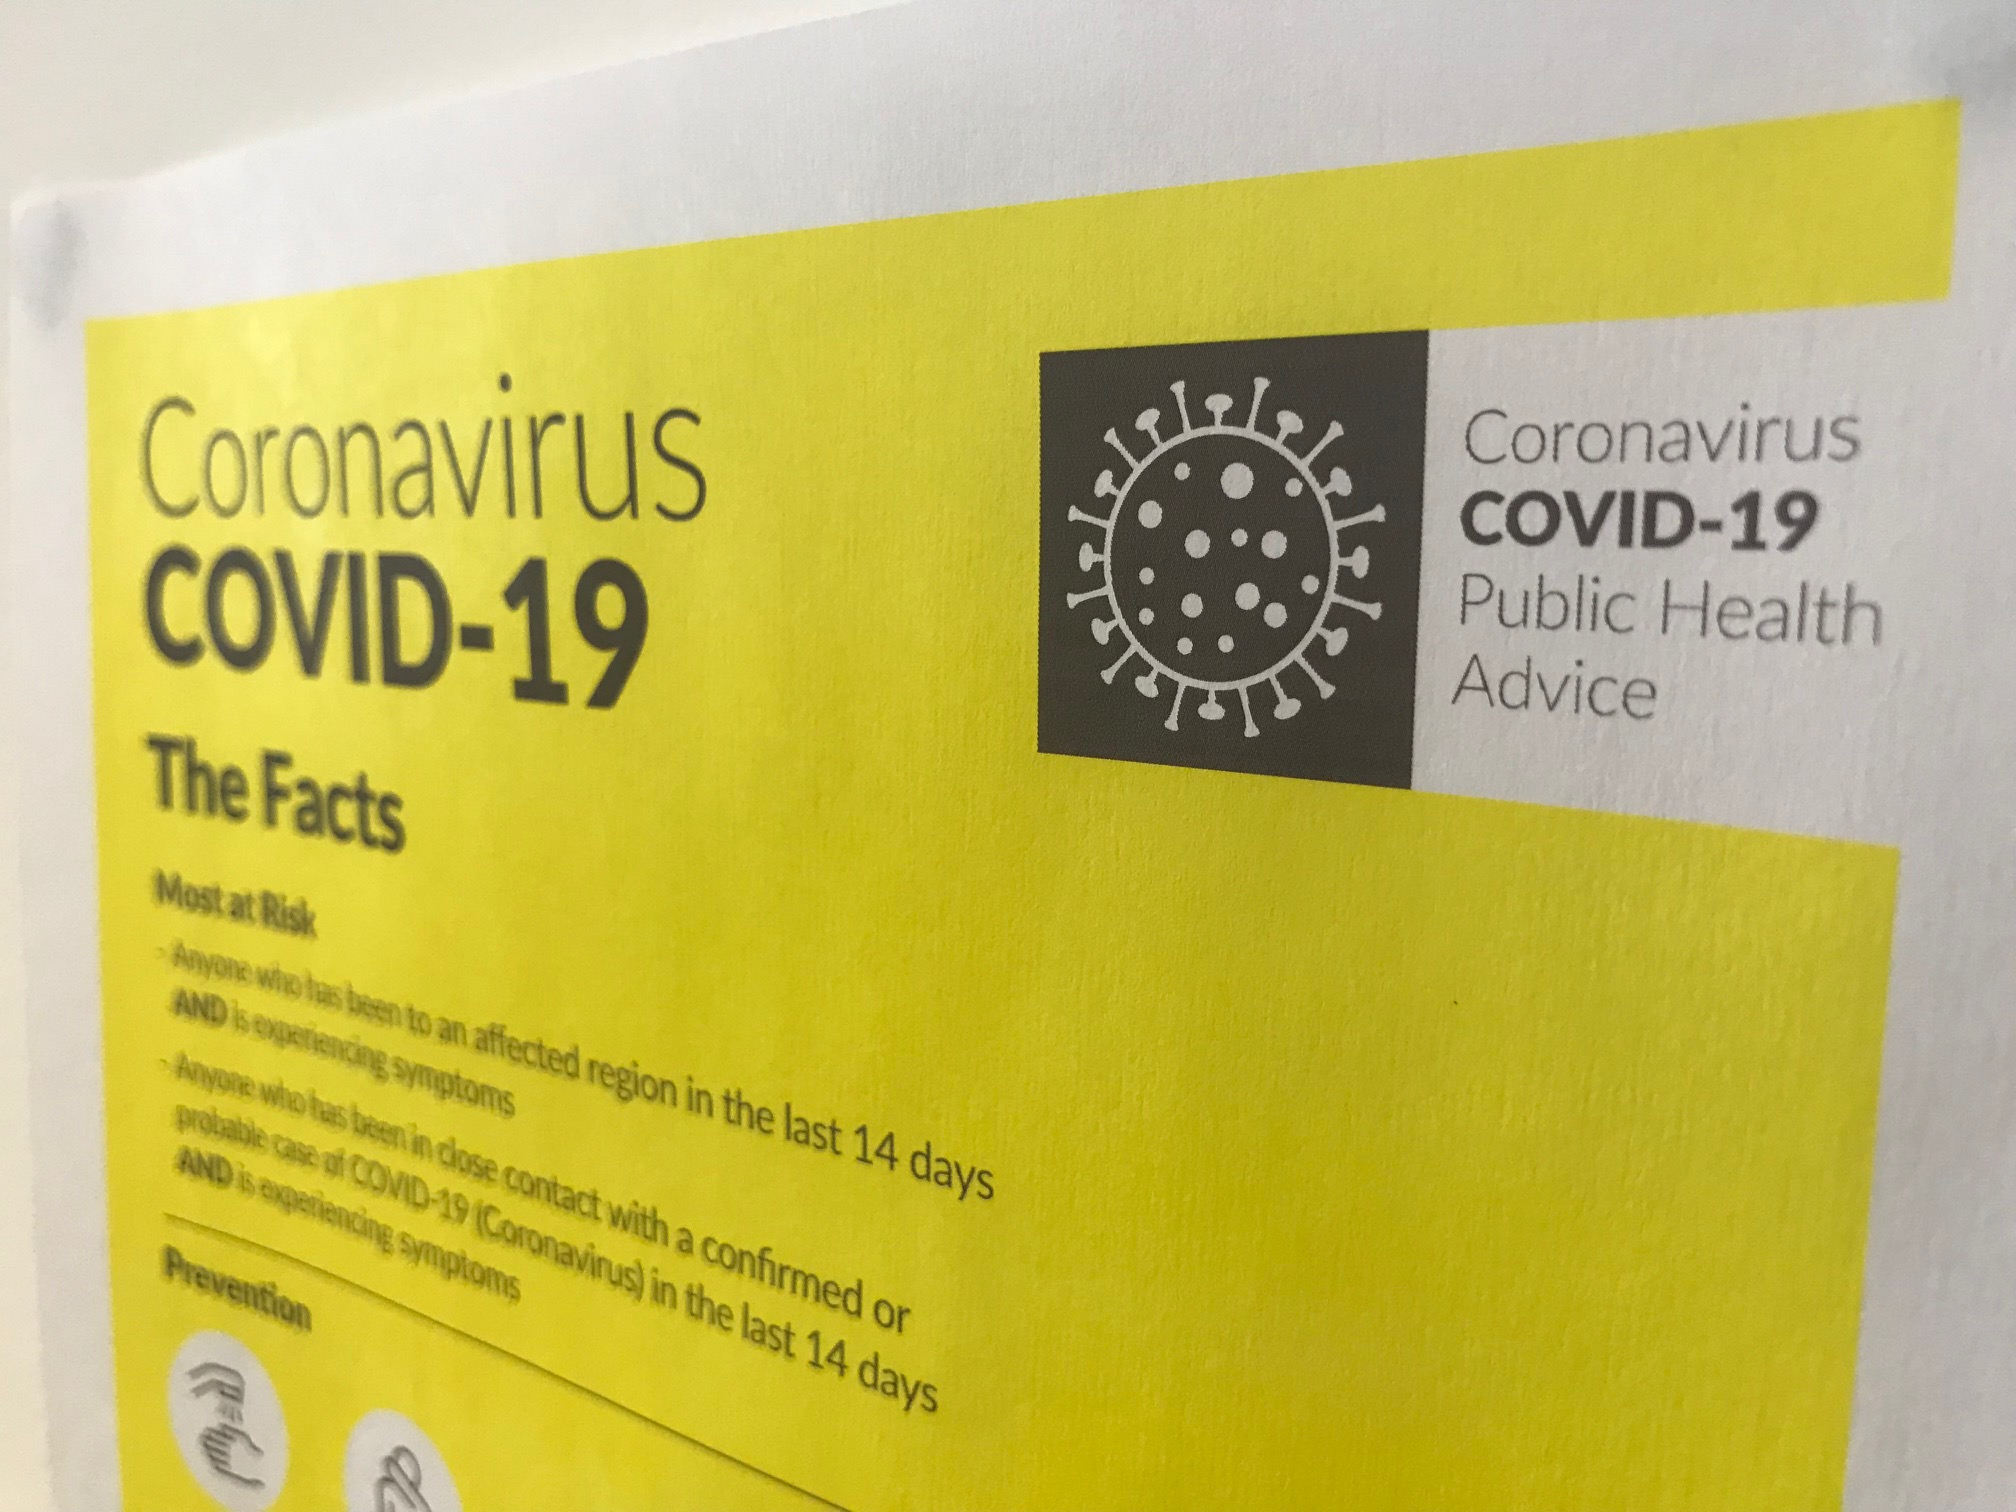 Coronavirus
COVID-19
The Facts
Most at Risk
- Anyone who has been to an affected region in the last 14 days
AND is experiencing symptoms
- Anyone who has been in close contact with a confirmed or
probable case of COVID-19 (Coronavirus) in the last 14 days
AND is experiencing symptoms
Prevention
Coronavirus
COVID-19
Public Health
Advice